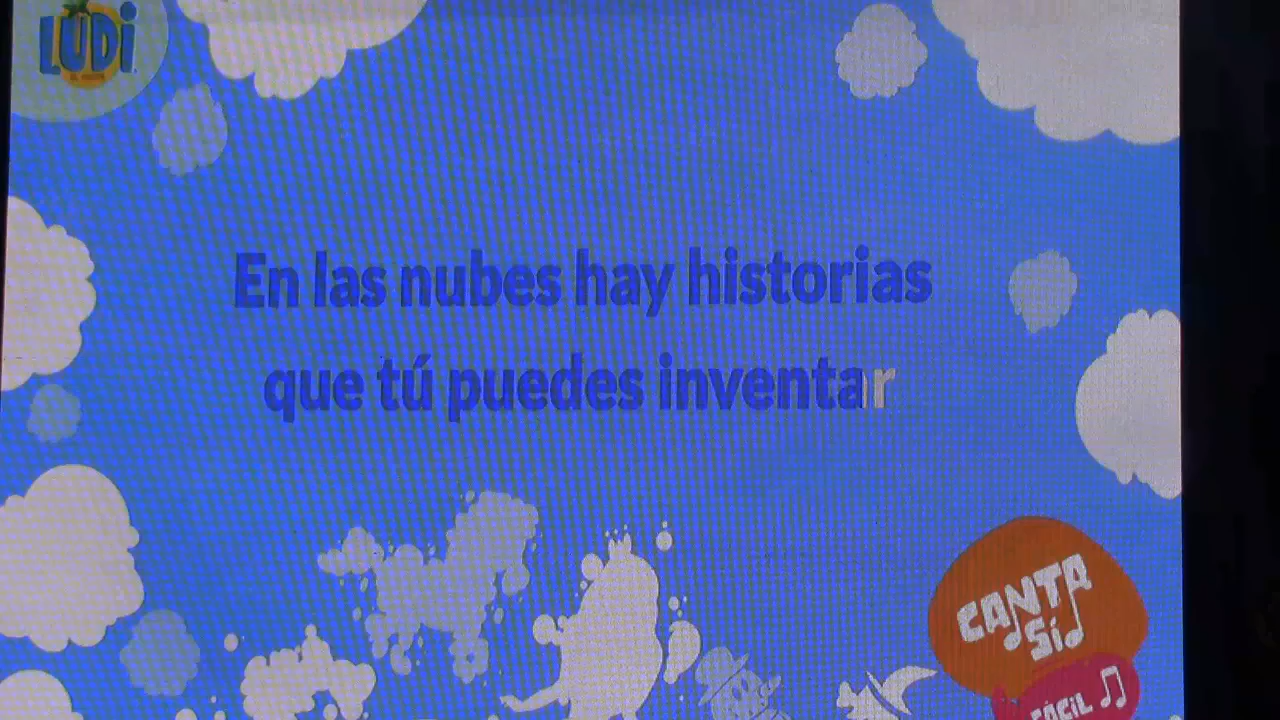 LUDI
En las nubes hay historias
que tú puedes inventar
CANTA
SÍ
FÁCIL